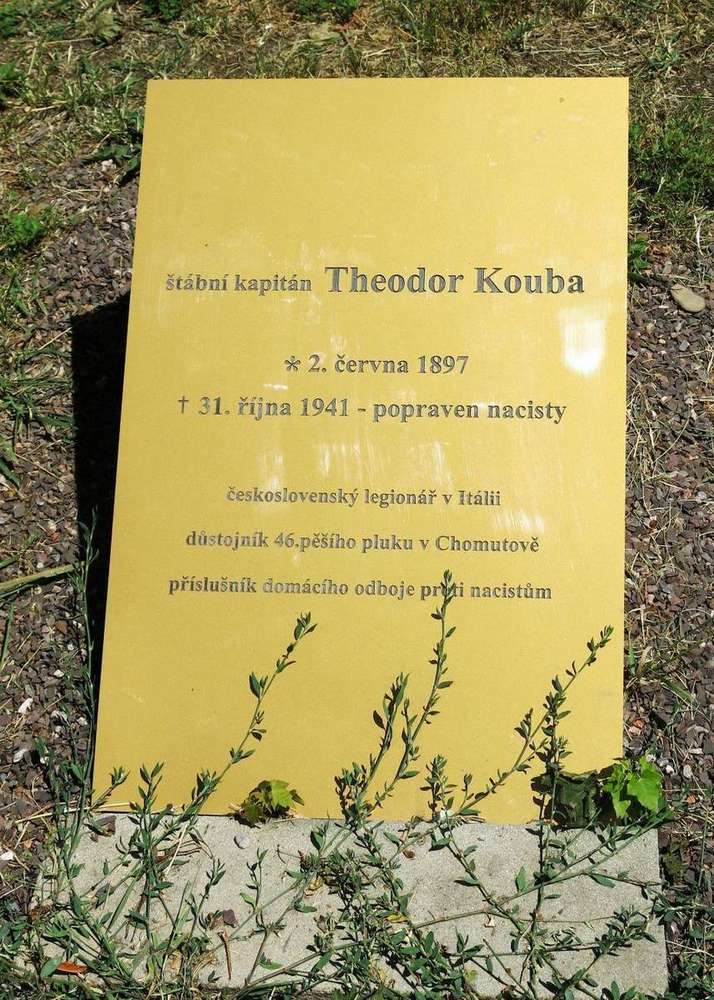 štábní kapitán Theodor Kouba
* 2. června 1897
† 31. října 1941 - popraven nacisty
československý legionář v Itálii
důstojník 46.pěšího pluku v Chomutově
příslušník domácího odboje proti nacistům